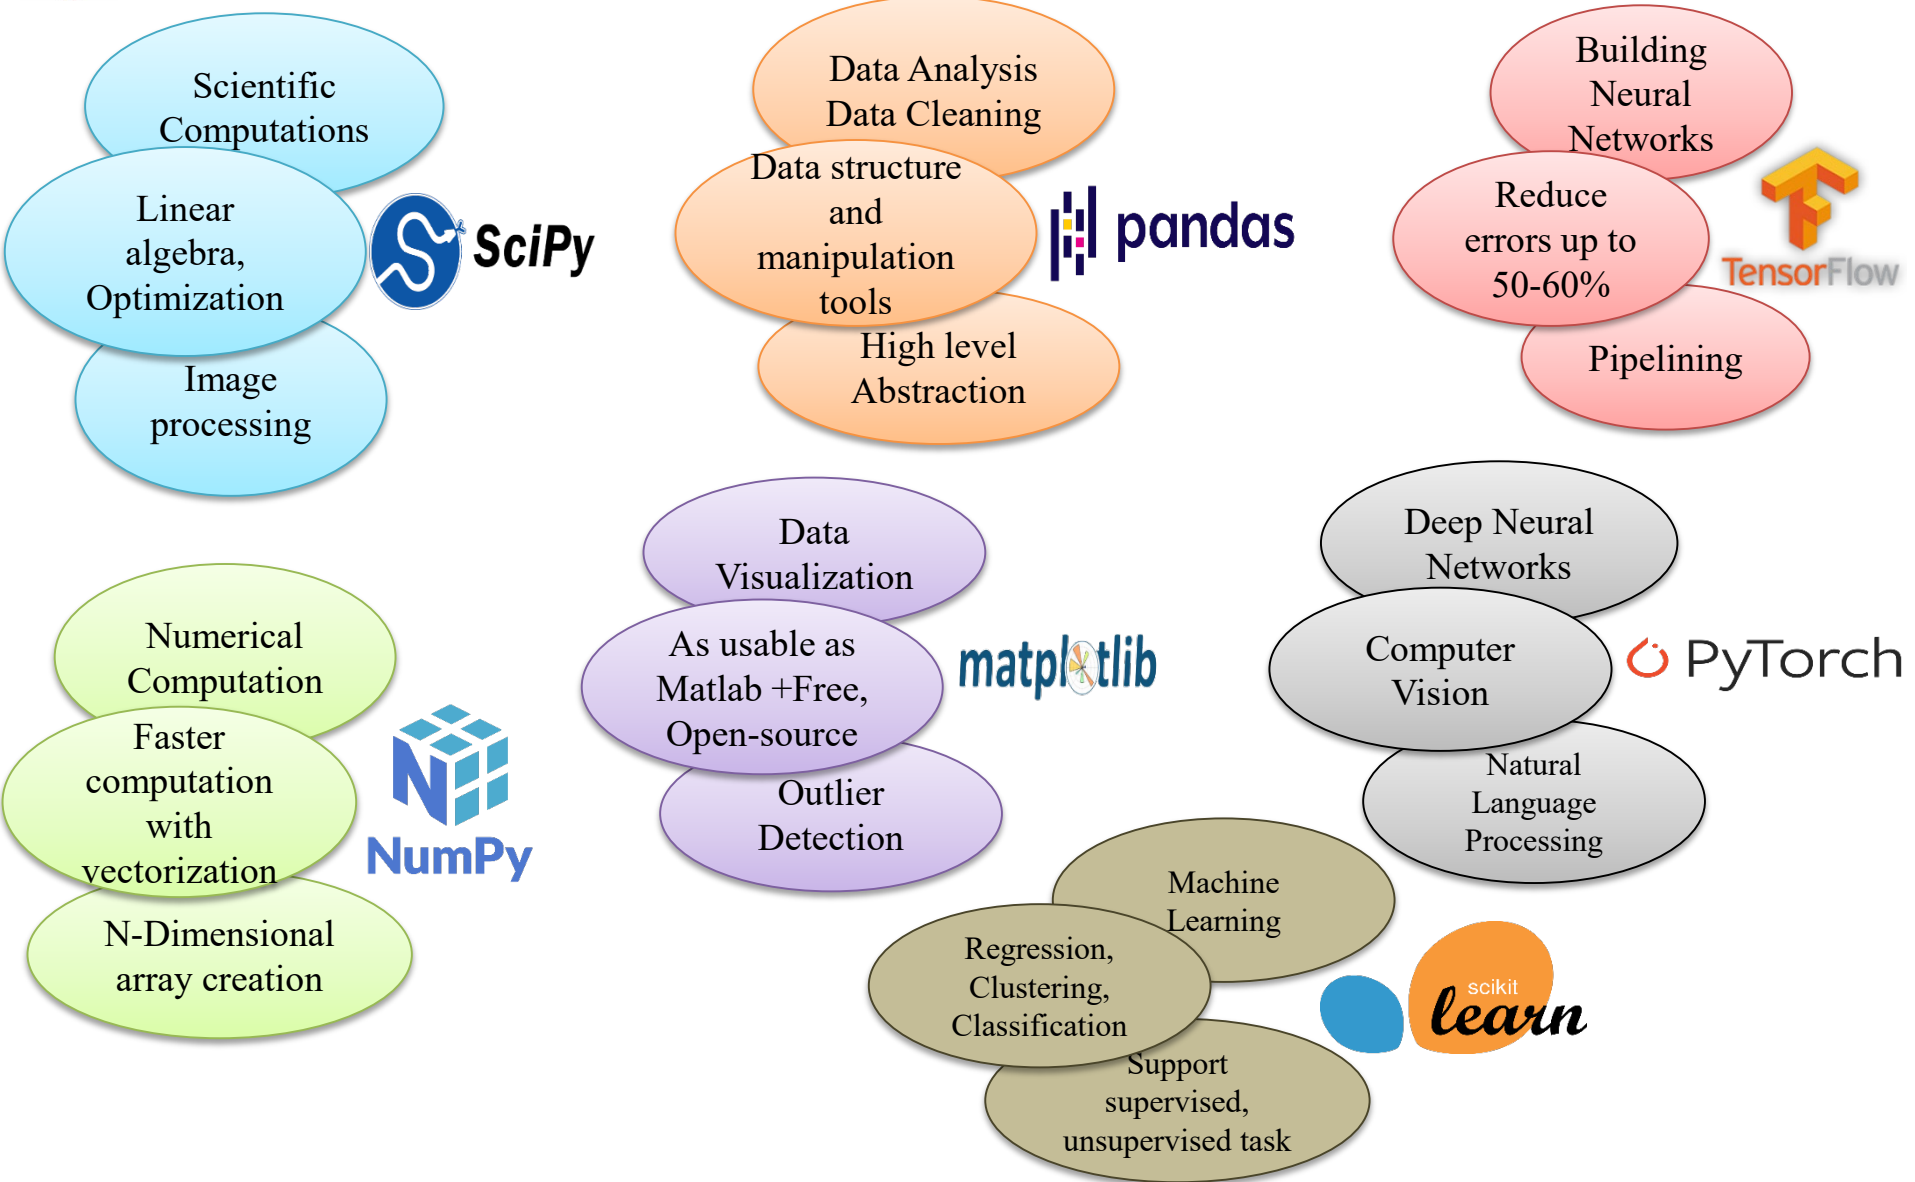 Scientific
Computations
Linear
algebra,
Optimization
Image
processing
SciPy
Data Analysis
Data Cleaning
Data structure
and
manipulation
tools
High level
Abstraction
pandas
Building
Neural
Networks
Reduce
errors up to
50-60%
Pipelining
TensorFlow
Numerical
Computation
Faster
computation
with
vectorization
N-Dimensional
array creation
NumPy
Data
Visualization
As usable as
Matlab +Free,
Open-source
Outlier
Detection
matplotlib
Deep Neural
Networks
Computer
Vision
Natural
Language
Processing
PyTorch
Machine
Learning
Regression,
Clustering,
Classification
Support
supervised,
unsupervised task
scikit
learn